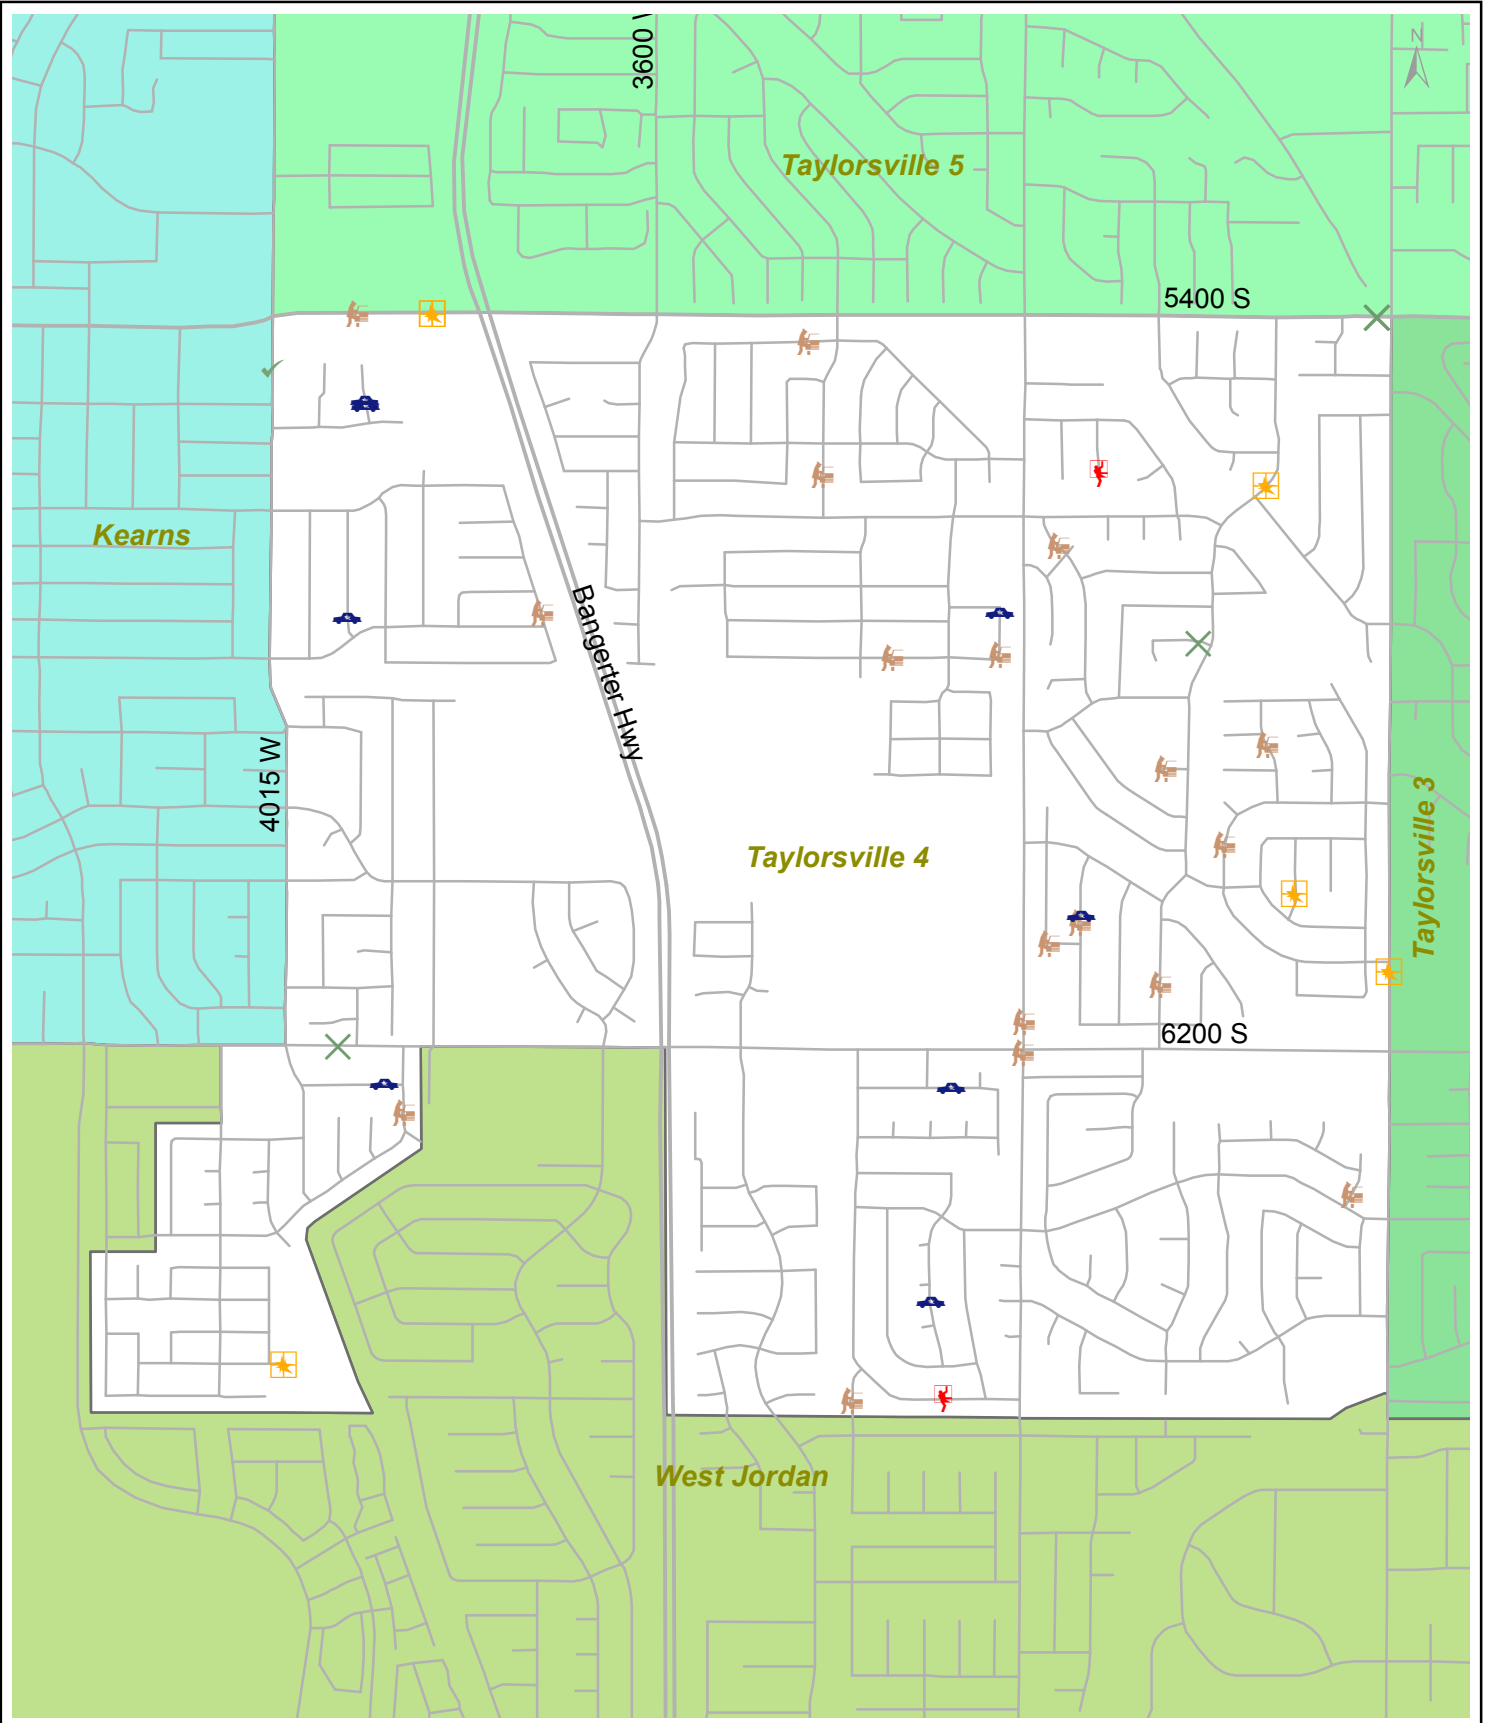 N
3600 W
Taylorsville 5
5400 S
Kearns
Bangerter Hwy
4015 W
Taylorsville 3
Taylorsville 4
6200 S
West Jordan